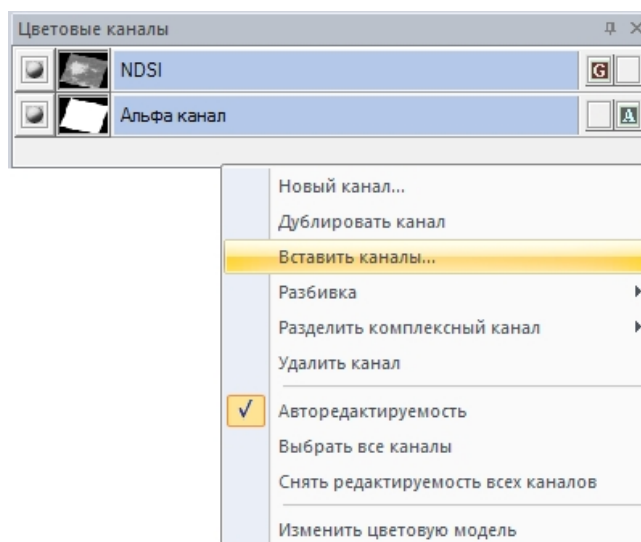 Цветовые каналы
NDSI
G
Альфа канал
A
Новый канал...
Дублировать канал
Вставить каналы...
Разбивка
Разделить комплексный канал
Удалить канал
Авторедактируемость
Выбрать все каналы
Снять редактируемость всех каналов
Изменить цветовую модель